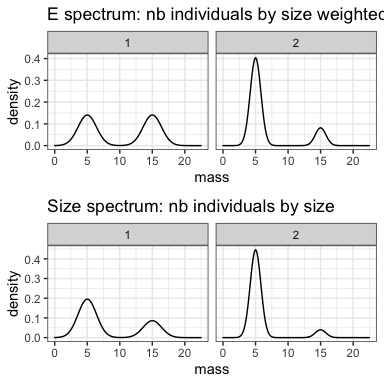 E spectrum: nb individuals by size weighted
1 2
density
0.4
0.3
0.2
0.1
0.0
0 5 10 15 20 0 5 10 15 20
mass
Size spectrum: nb individuals by size
1 2
density
0.4
0.3
0.2
0.1
0.0
0 5 10 15 20 0 5 10 15 20
mass